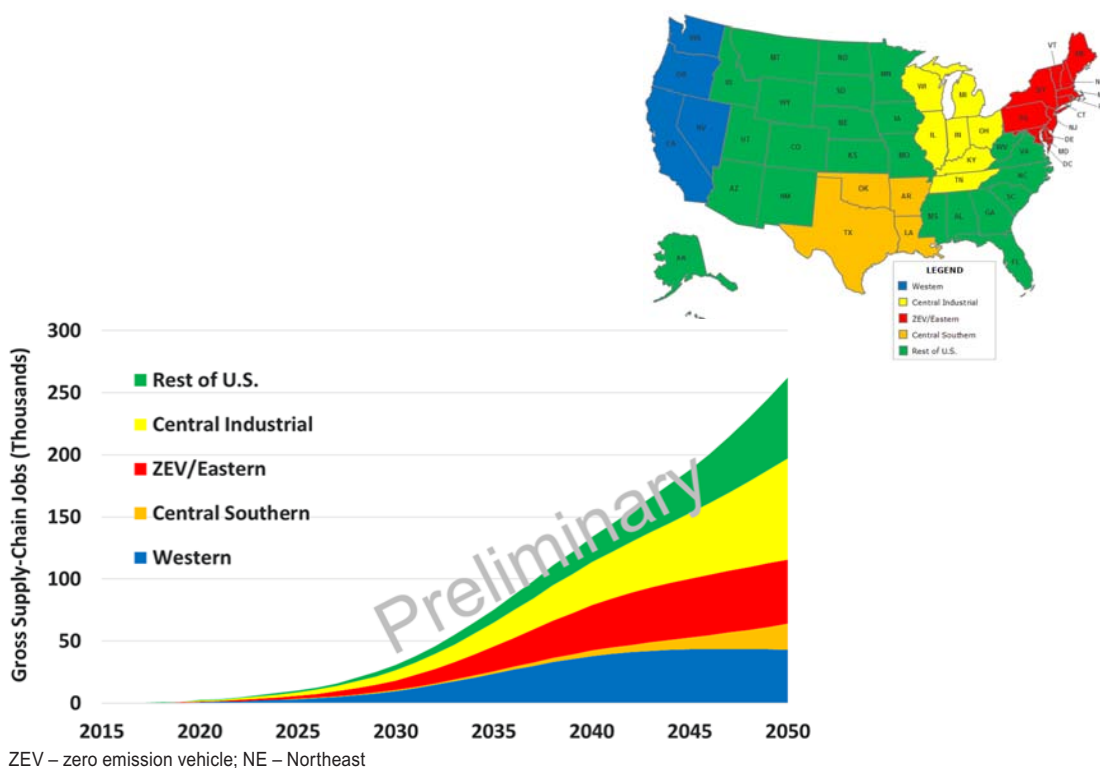 WA
OR
CA
NV
ID
MT
WY
UT
CO
AZ
NM
ND
SD
NE
KS
MN
IA
MO
OK
TX
AR
LA
WI
MI
IL
IN
OH
KY
TN
MS
AL
GA
FL
SC
NC
VA
WV
PA
NY
ME
VT
CT
NJ
DE
MD
DC
AK
LEGEND
Western
Central Industrial
ZEV/Eastern
Central Southern
Rest of U.S.
Gross Supply-Chain Jobs (Thousands)
300
250
200
150
100
50
0
Rest of U.S.
Central Industrial
ZEV/Eastern
Central Southern
Western
Preliminary
2015 2020 2025 2030 2035 2040 2045 2050
ZEV – zero emission vehicle; NE – Northeast